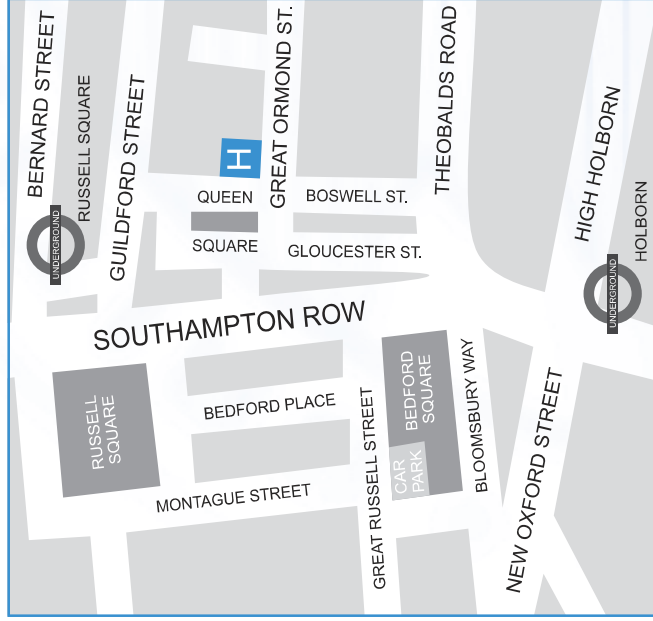 BERNARD STREET
RUSSELL SQUARE
UNDERGROUND
GUILDFORD STREET
GREAT ORMOND ST.
H
QUEEN
SQUARE
BOSWELL ST.
GLOUCESTER ST.
THEOBALDS ROAD
HIGH HOLBORN
HOLBORN
UNDERGROUND
SOUTHAMPTON ROW
RUSSELL
SQUARE
BEDFORD PLACE
MONTAGUE STREET
GREAT RUSSELL STREET
BEDFORD
SQUARE
CAR
PARK
BLOOMSBURY WAY
NEW OXFORD STREET